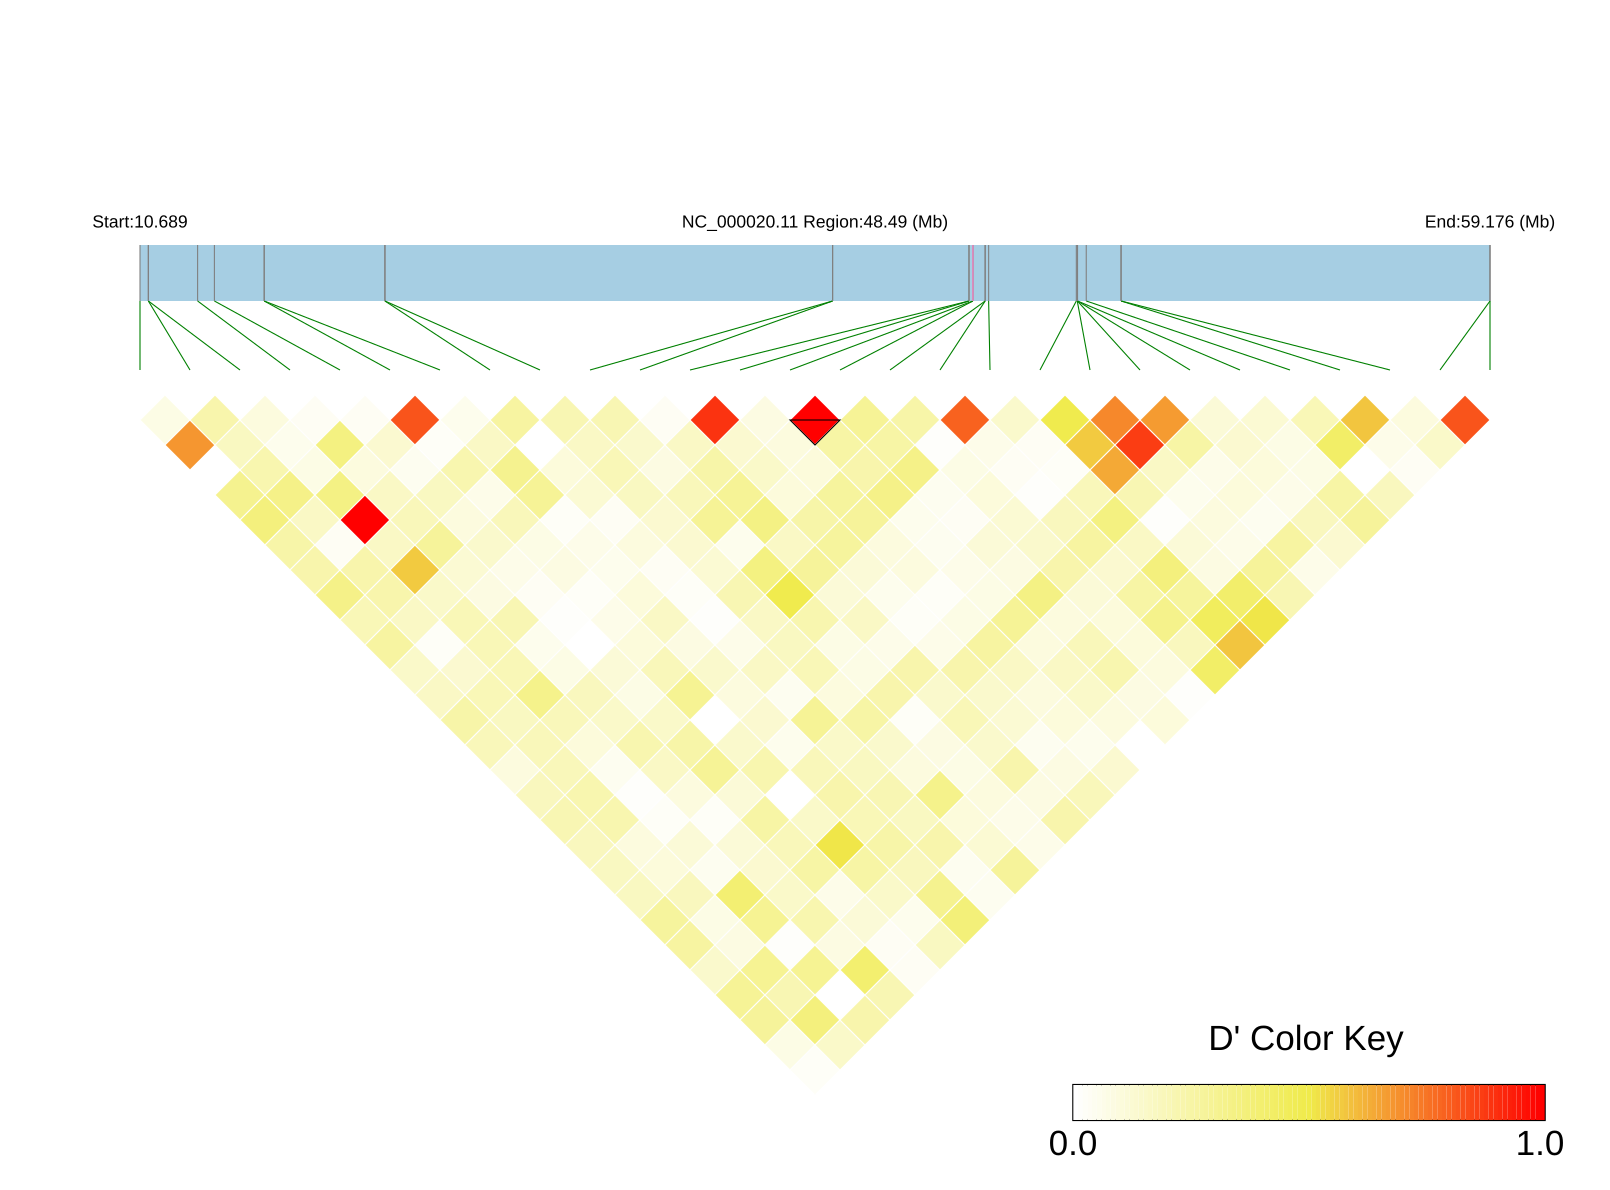 Start:10.689 NC_000020.11 Region:48.49 (Mb) End:59.176 (Mb)
D' Color Key
0.0 1.0